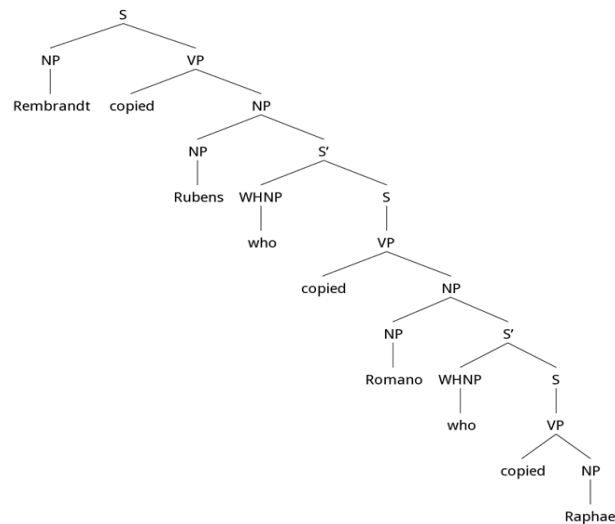 S
NP VP
Rembrandt copied NP
NP S’
Rubens WHNP S
who VP
copied NP
NP S’
Romano WHNP S
who VP
copied NP
Raphae